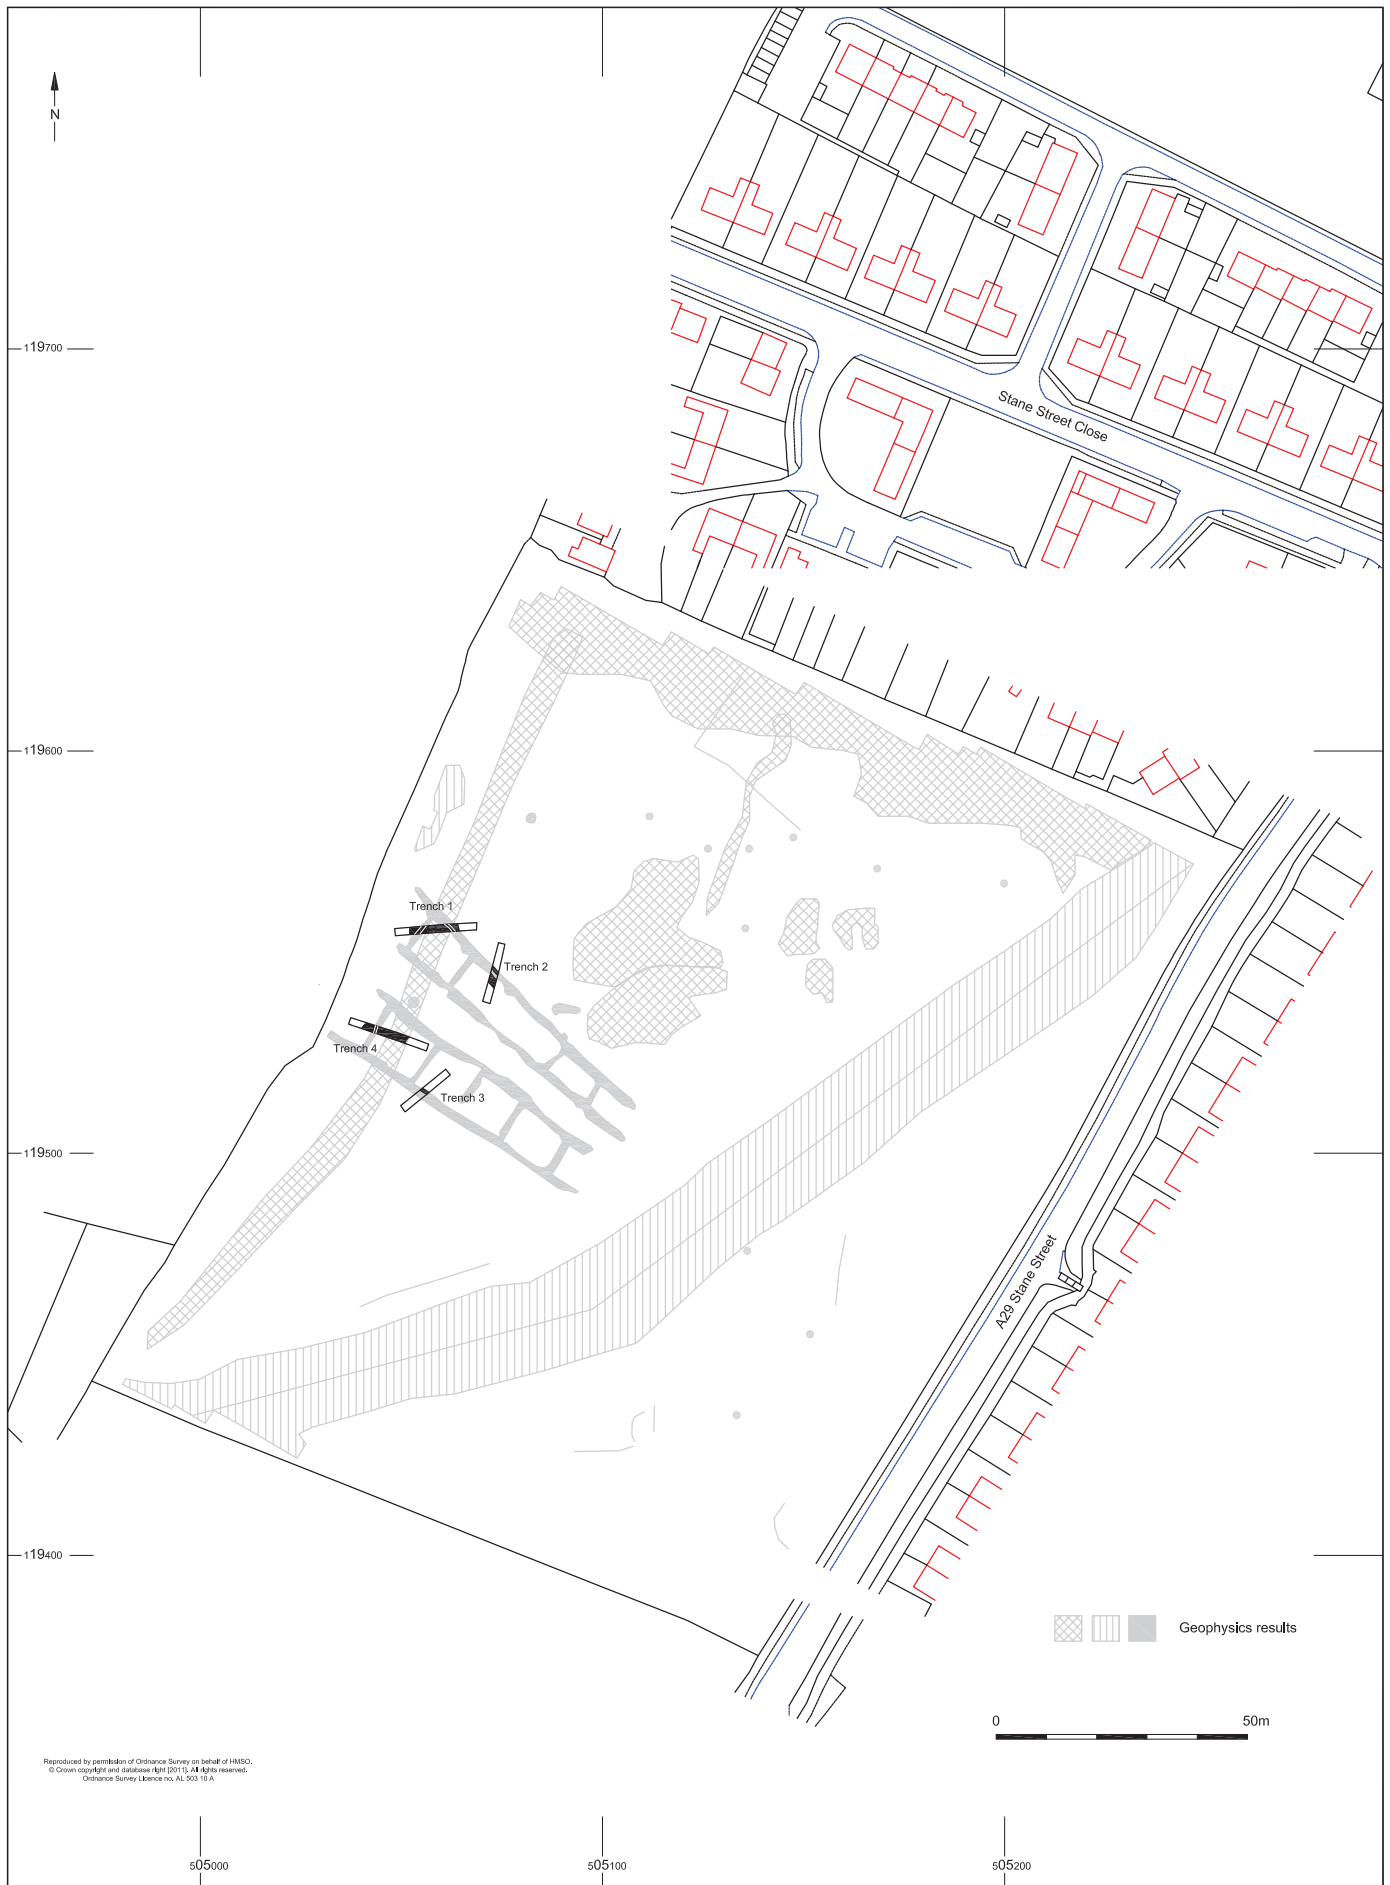 N
119700
Stane Street Close
119600
Trench 1
Trench 2
Trench 4
Trench 3
119500
A29 Stane Street
119400
Geophysics results
0 50m
Reproduced by permission of Ordnance Survey on behalf of HMSO.
© Crown copyright and database right [2011]. All rights reserved.
Ordnance Survey Licence no. AL 503 10 A
505000 505100 505200